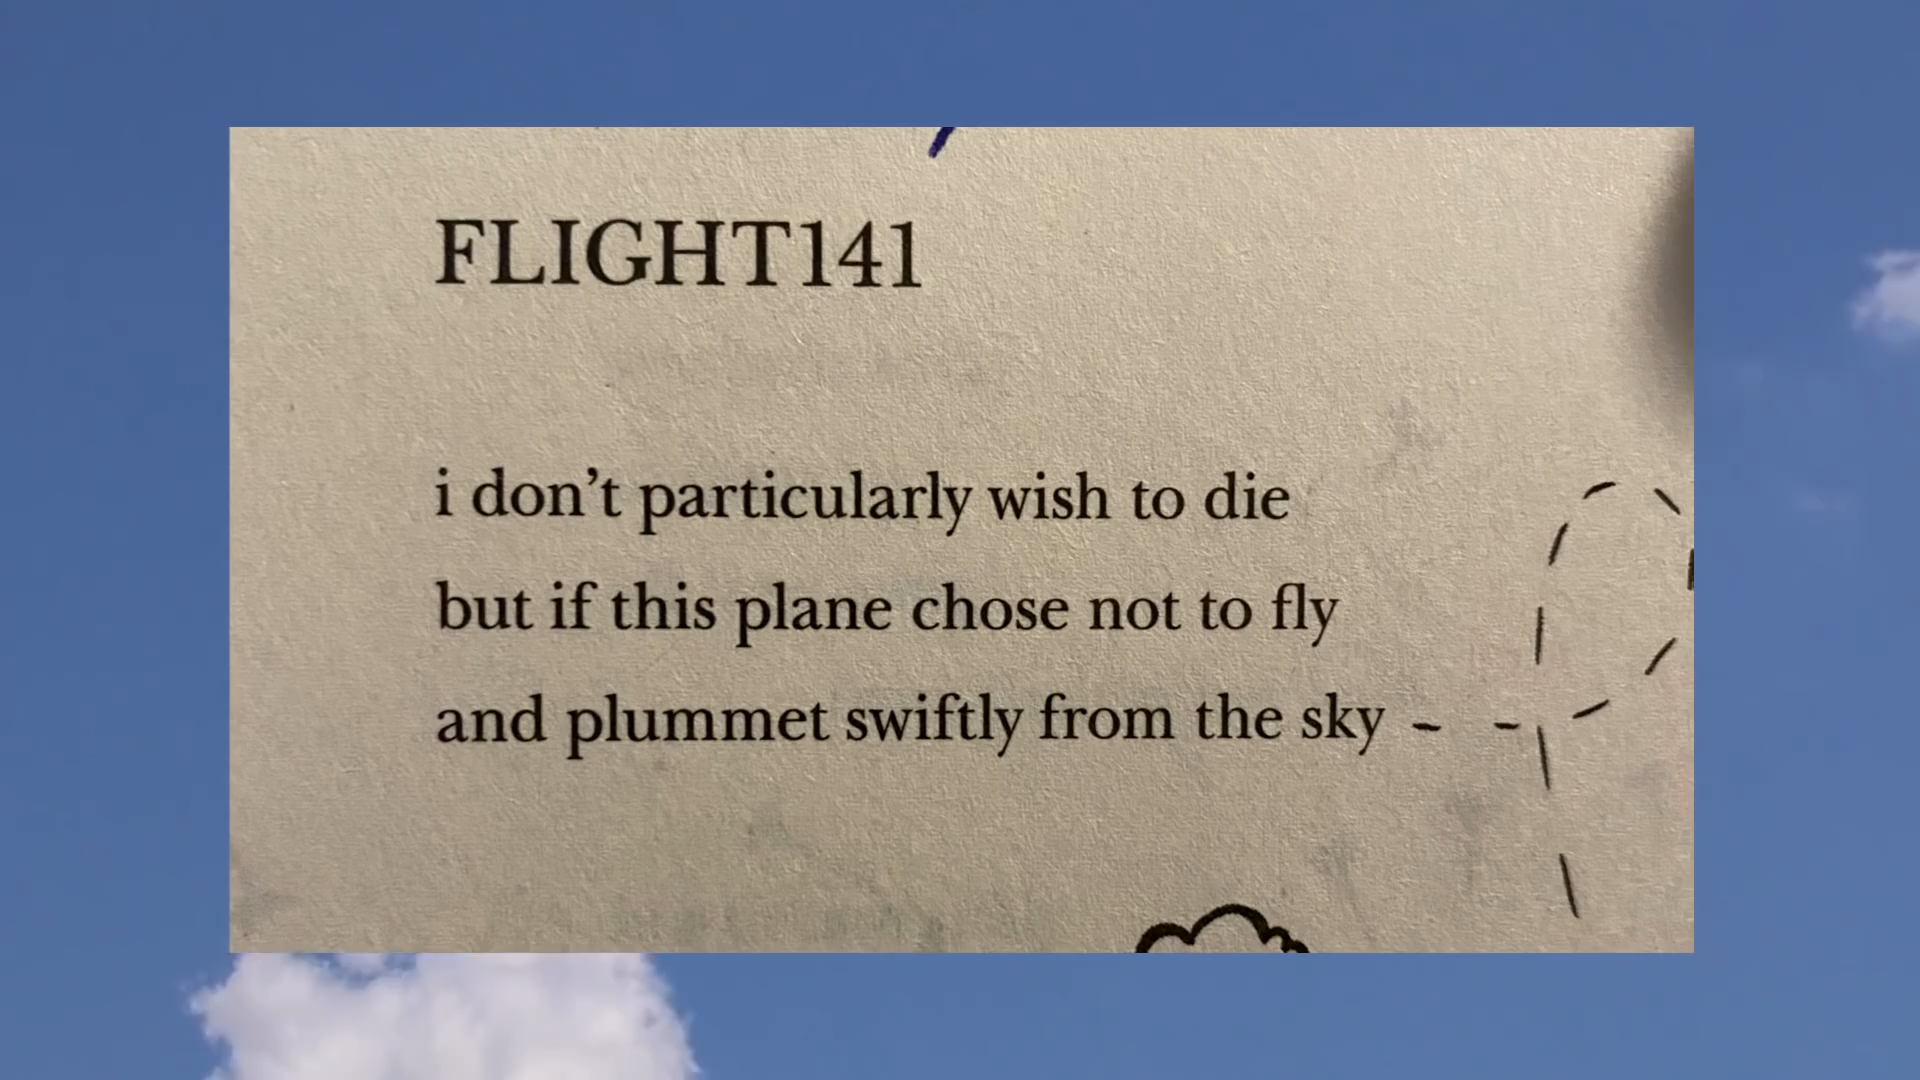 FLIGHT141
i don’t particularly wish to die
but if this plane chose not to fly
and plummet swiftly from the sky